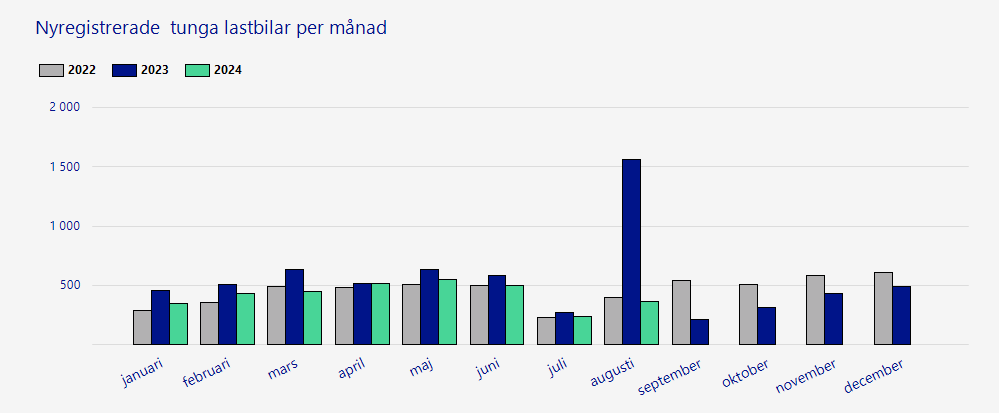 Nyregistrerade  tunga lastbilar per månad
2022 2023 2024
2 000
1 500
1 000
500
januari februari mars april maj juni juli augusti september oktober november december